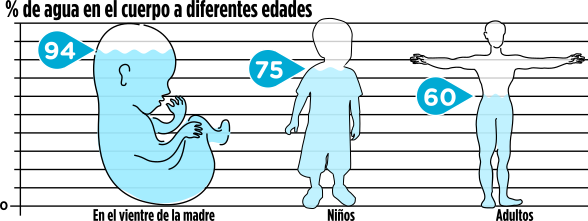 % de agua en el cuerpo a diferentes edades
94
75
60
0
En el vientre de la madre
Niños
Adultos